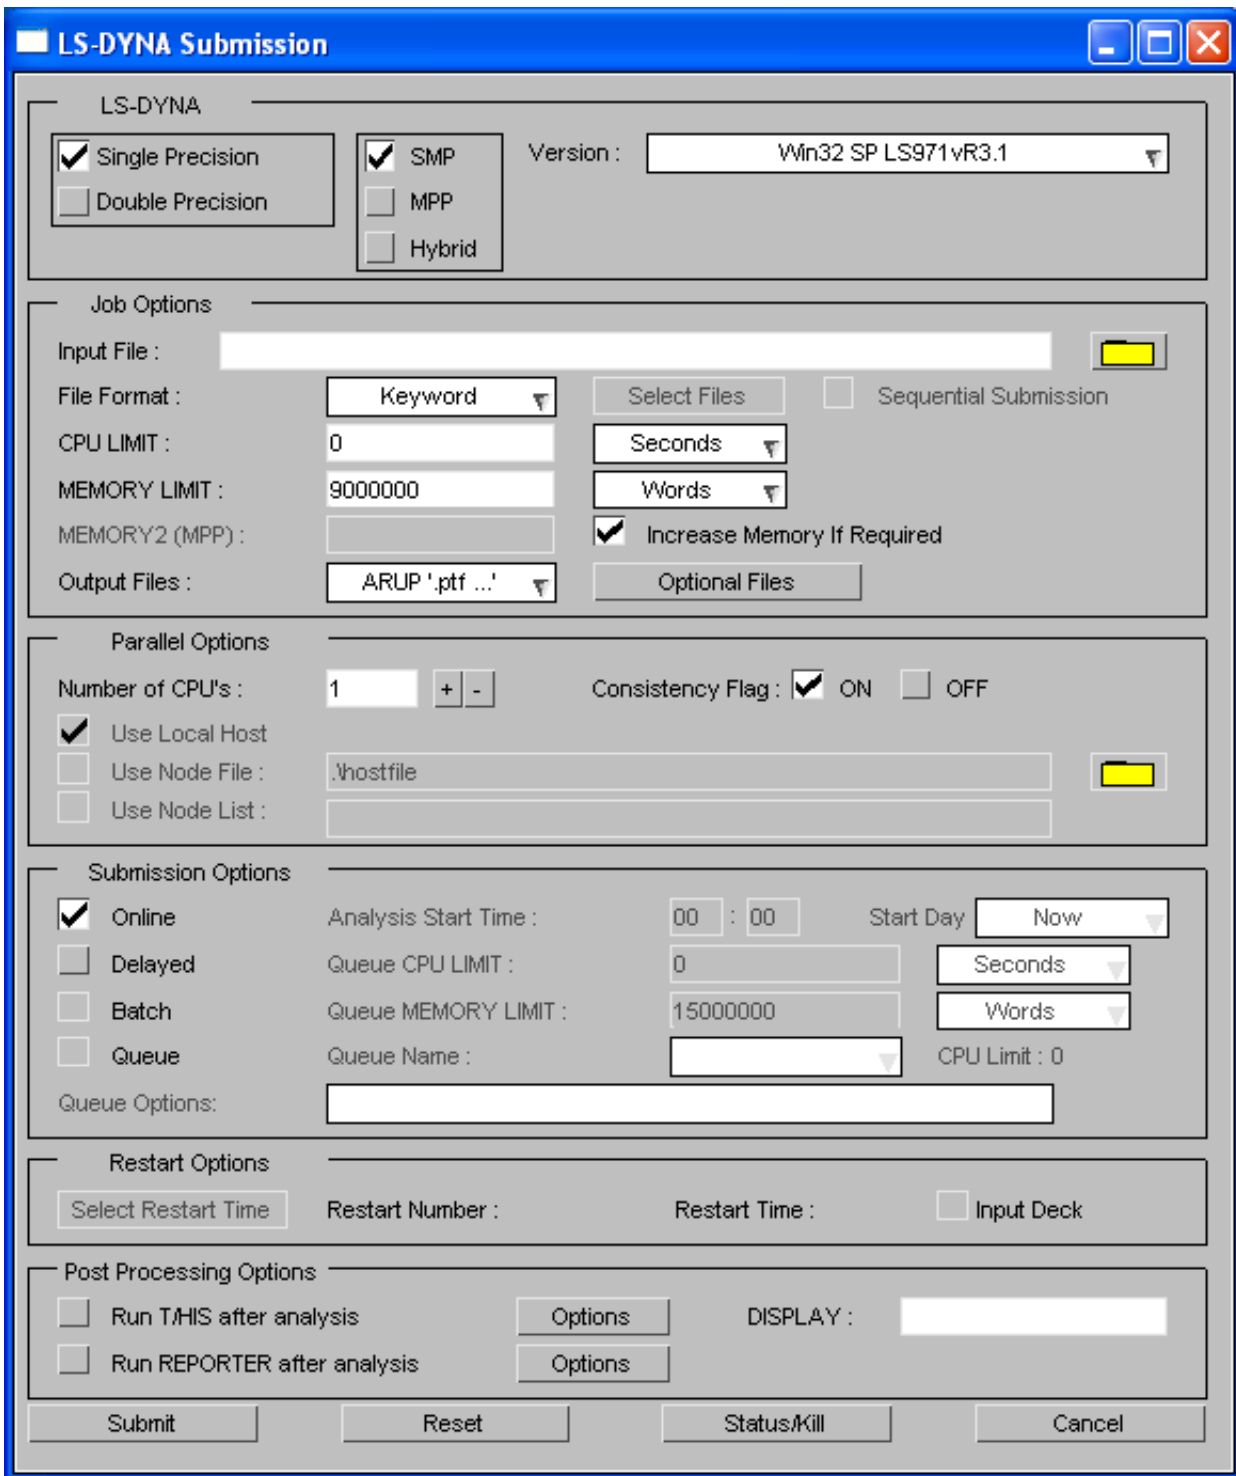 LS-DYNA Submission
LS-DYNA
Single Precision SMP Version : Win32 SP LS971vR3.1
Double Precision MPP
Hybrid
Job Options
Input File :
File Format : Keyword Select Files Sequential Submission
CPU LIMIT : 0 Seconds
MEMORY LIMIT : 9000000 Words
MEMORY2 (MPP) : Increase Memory If Required
Output Files : ARUP '.ptf ...' Optional Files
Parallel Options
Number of CPU's : 1 + - Consistency Flag : ON OFF
Use Local Host
Use Node File : .\hostfile
Use Node List :
Submission Options
Online Analysis Start Time : 00 : 00 Start Day Now
Delayed Queue CPU LIMIT : 0 Seconds
Batch Queue MEMORY LIMIT : 15000000 Words
Queue Queue Name : CPU Limit : 0
Queue Options:
Restart Options
Select Restart Time Restart Number : Restart Time : Input Deck
Post Processing Options
Run T/HIS after analysis Options DISPLAY :
Run REPORTER after analysis Options
Submit Reset Status/Kill Cancel